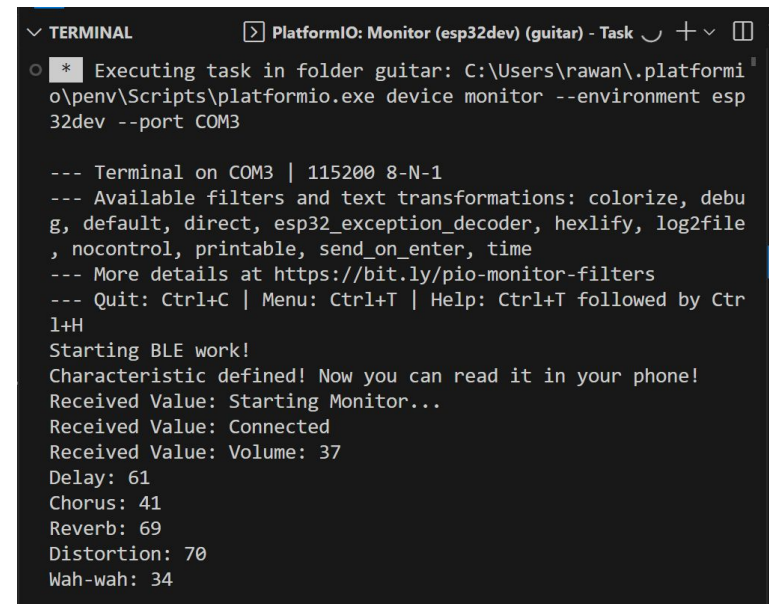 TERMINAL PlatformIO: Monitor (esp32dev) (guitar) - Task
* Executing task in folder guitar: C:\Users\rawan\.platformi
o\penv\Scripts\platformio.exe device monitor --environment esp
32dev --port COM3
--- Terminal on COM3 | 115200 8-N-1
--- Available filters and text transformations: colorize, debu
g, default, direct, esp32_exception_decoder, hexlify, log2file
, nocontrol, printable, send_on_enter, time
--- More details at https://bit.ly/pio-monitor-filters
--- Quit: Ctrl+C | Menu: Ctrl+T | Help: Ctrl+T followed by Ctr
l+H
Starting BLE work!
Characteristic defined! Now you can read it in your phone!
Received Value: Starting Monitor...
Received Value: Connected
Received Value: Volume: 37
Delay: 61
Chorus: 41
Reverb: 69
Distortion: 70
Wah-wah: 34